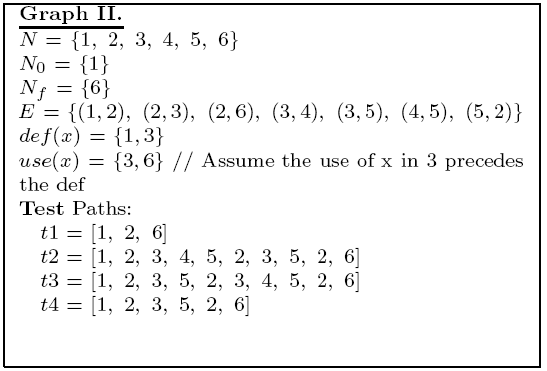 Graph II.
N = {1, 2, 3, 4, 5, 6}
N₀ = {1}
N_f = {6}
E = {(1, 2), (2, 3), (2, 6), (3, 4), (3, 5), (4, 5), (5, 2)}
def(x) = {1, 3}
use(x) = {3, 6} // Assume the use of x in 3 precedes
the def
Test Paths:
t1 = [1, 2, 6]
t2 = [1, 2, 3, 4, 5, 2, 3, 5, 2, 6]
t3 = [1, 2, 3, 5, 2, 3, 4, 5, 2, 6]
t4 = [1, 2, 3, 5, 2, 6]